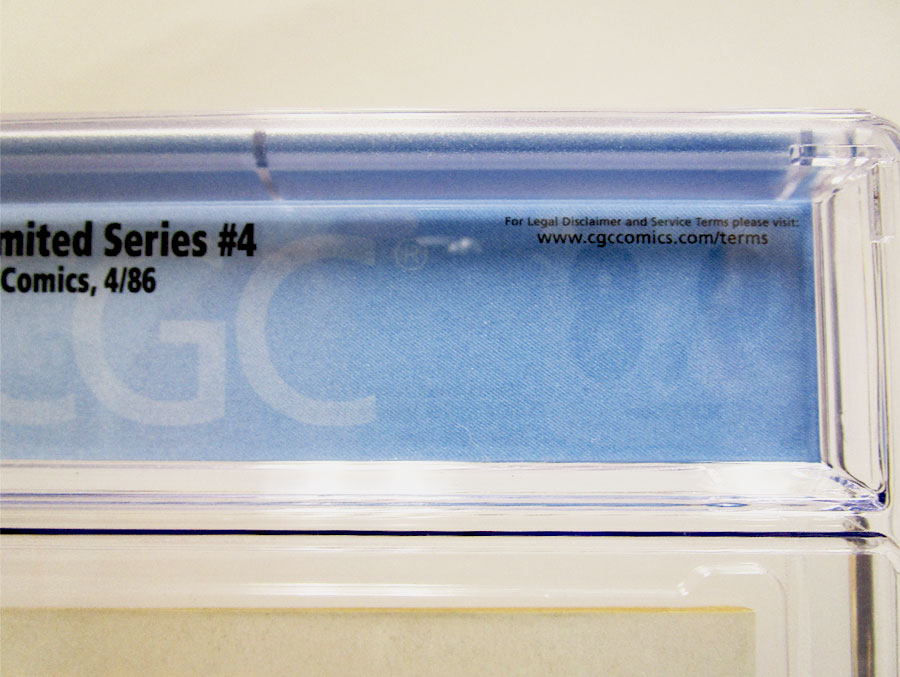 mited Series #4
Comics, 4/86
For Legal Disclaimer and Service Terms please visit:
www.cgccomics.com/terms
CGC®